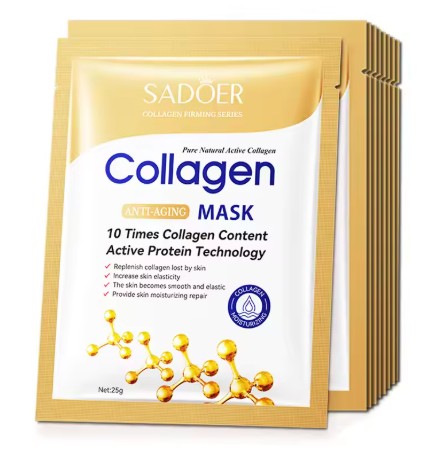 SADOER
COLLAGEN FIRMING SERIES
Pure Natural Active Collagen
Collagen
ANTI-AGING MASK
10 Times Collagen Content
Active Protein Technology
✓ Replenish collagen lost by skin
✓ Increase skin elasticity
✓ The skin becomes smooth and elastic
✓ Provide skin moisturizing repair
COLLAGEN
MOISTURIZING
Net:25g